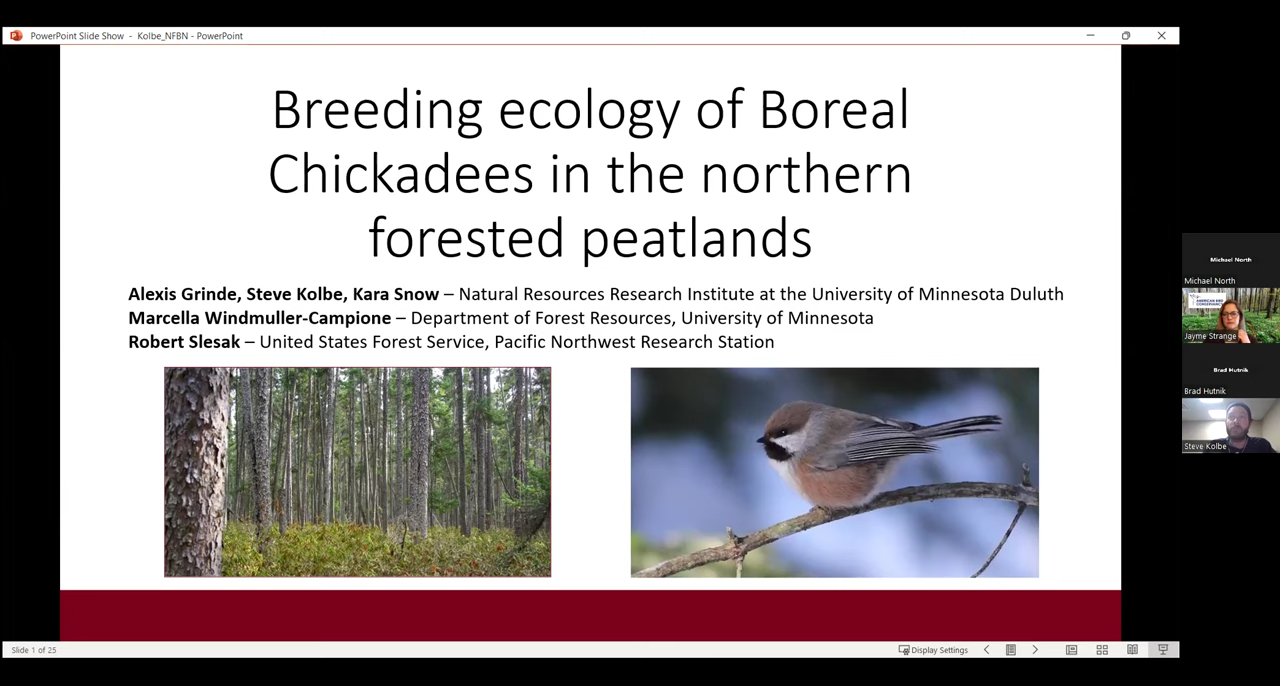 PowerPoint Slide Show - Kolbe_NFBN - PowerPoint
Breeding ecology of Boreal
Chickadees in the northern
forested peatlands
Alexis Grinde, Steve Kolbe, Kara Snow – Natural Resources Research Institute at the University of Minnesota Duluth
Marcella Windmuller-Campione – Department of Forest Resources, University of Minnesota
Robert Slesak – United States Forest Service, Pacific Northwest Research Station
Michael North
Michael North
AMERICAN BIRD
CONSERVANCY
Jayme Strange
Brad Hutnik
Brad Hutnik
Steve Kolbe
Slide 1 of 25
Display Settings